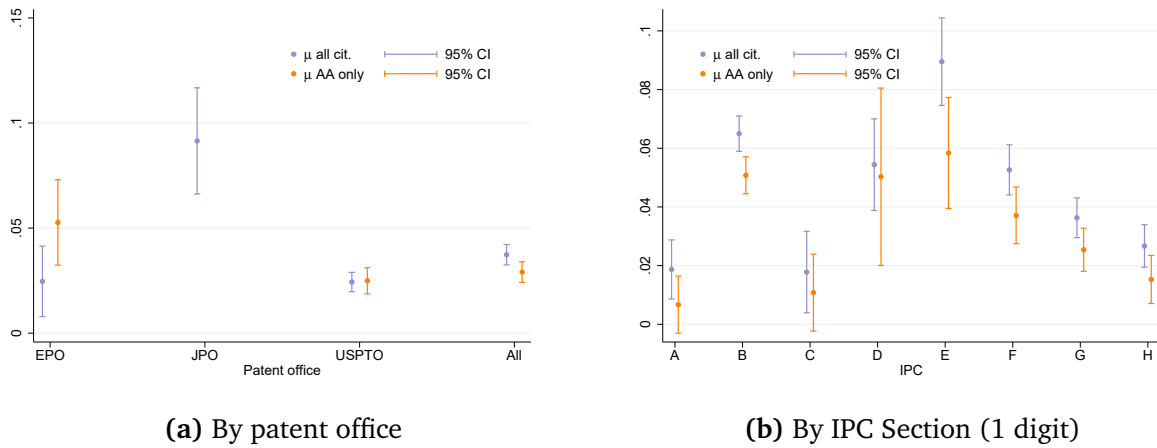 .15
.1
.05
0
μ all cit. 95% CI
μ AA only 95% CI
EPO JPO USPTO All
Patent office
(a) By patent office
.1
.08
.06
.04
.02
0
μ all cit. 95% CI
μ AA only 95% CI
A B C D E F G H
IPC
(b) By IPC Section (1 digit)